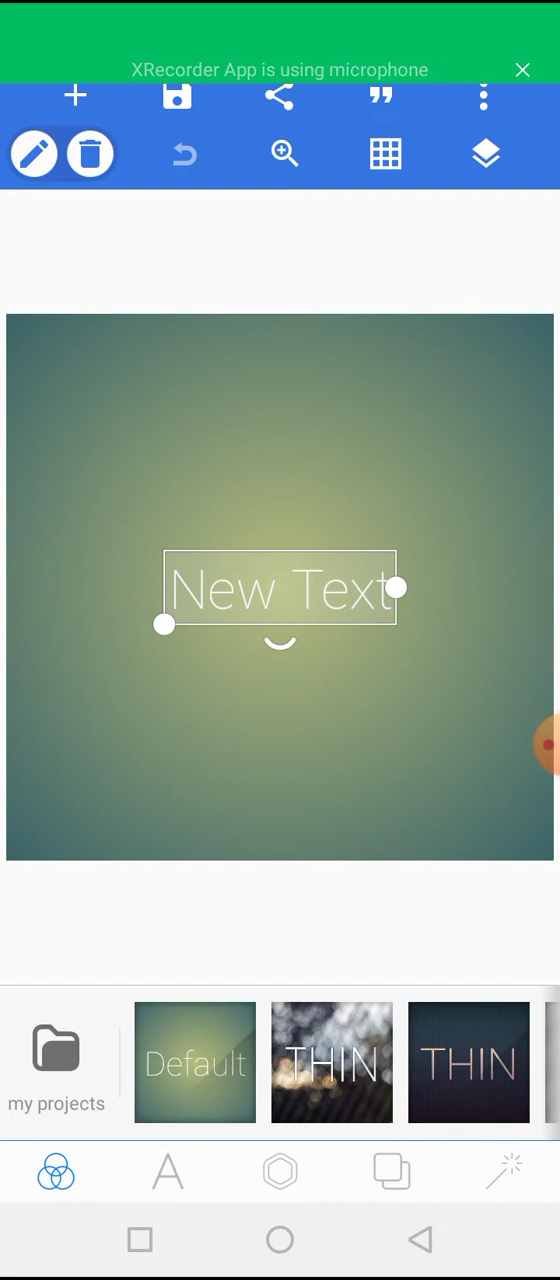 XRecorder App is using microphone
New Text
my projects
Default
THIN
THIN